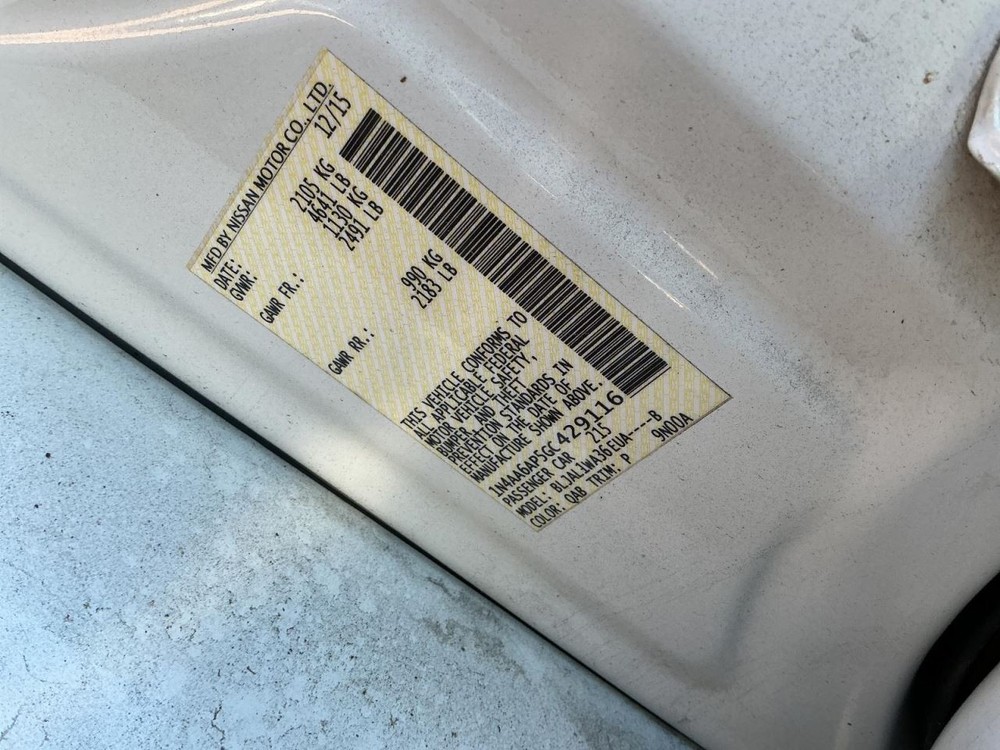 MFD BY NISSAN MOTOR CO., LTD.
DATE: 12/15
GVWR: 2105 KG
4641 LB
GAWR FR.: 1130 KG
2491 LB
GAWR RR.: 990 KG
2183 LB
THIS VEHICLE CONFORMS TO
ALL APPLICABLE FEDERAL
MOTOR VEHICLE SAFETY,
BUMPER, AND THEFT
PREVENTION STANDARDS IN
EFFECT ON THE DATE OF
MANUFACTURE SHOWN ABOVE.
1N4AA6AP5GC429116
PASSENGER CAR 215
MODEL: BLJALJWA36EUA----B
COLOR: QAB TRIM: P 9N00A